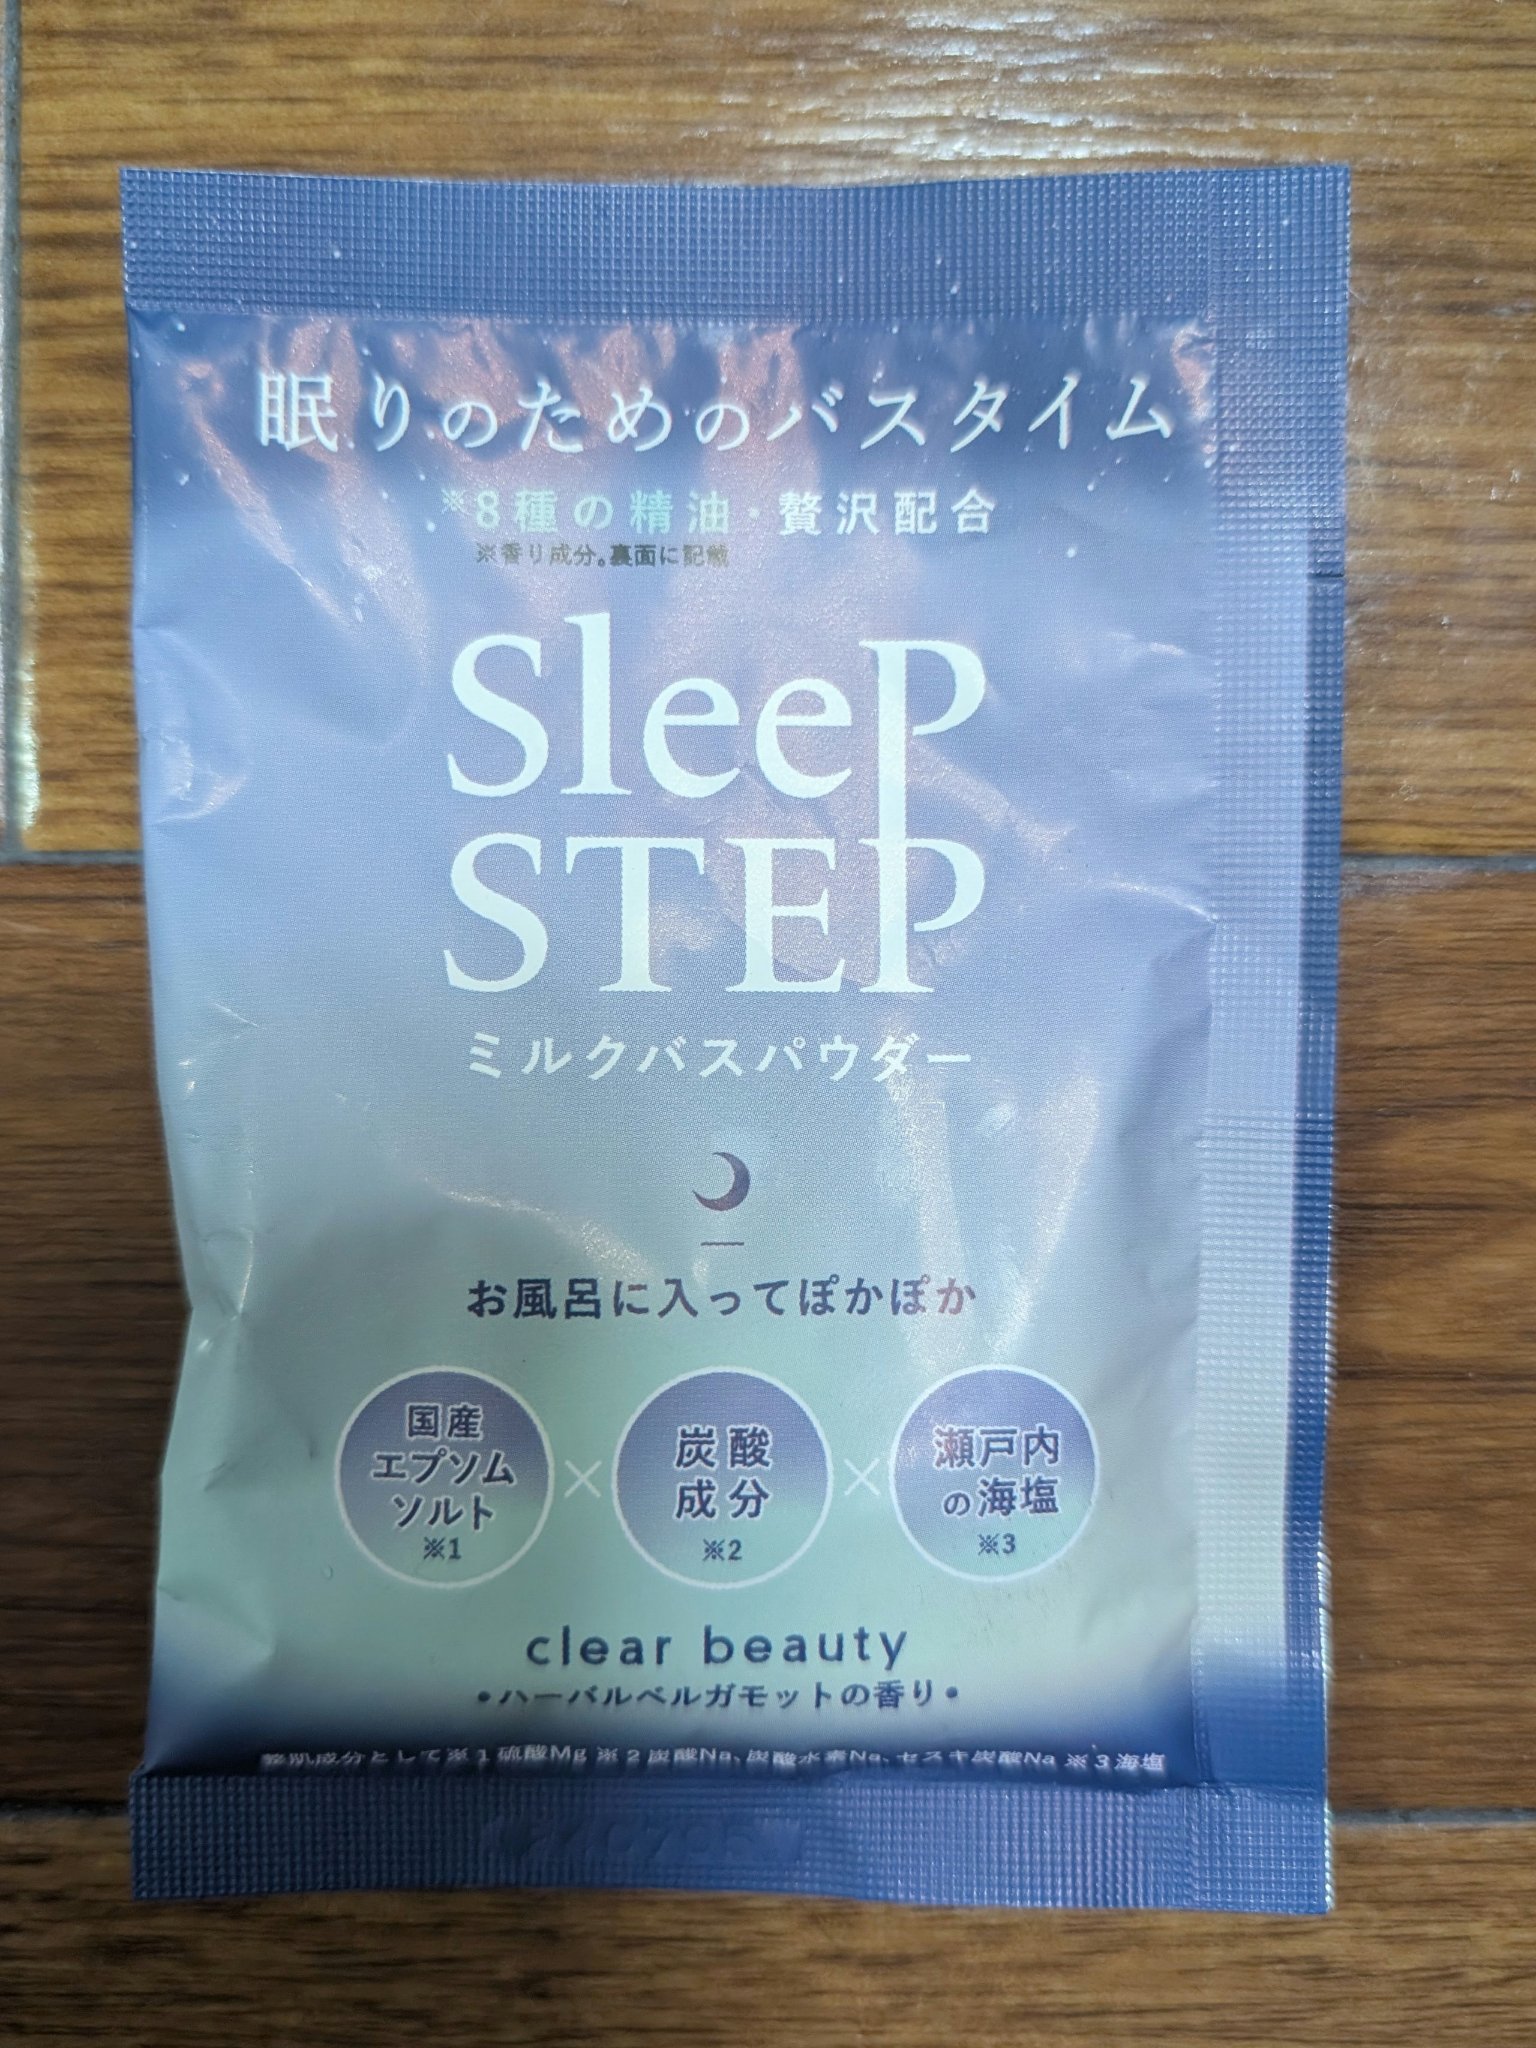 眠りのためのバスタイム
※8種の精油・贅沢配合
※香り成分。裏面に記載
SleeP
STEP
ミルクバスパウダー
お風呂に入ってぽかぽか
国産
エプソム
ソルト
※1
×
炭酸
成分
※2
×
瀬戸内
の海塩
※3
clear beauty
・ハーバルベルガモットの香り・
整肌成分として※1硫酸Mg ※2炭酸Na、炭酸水素Na、セスキ炭酸Na ※3海塩